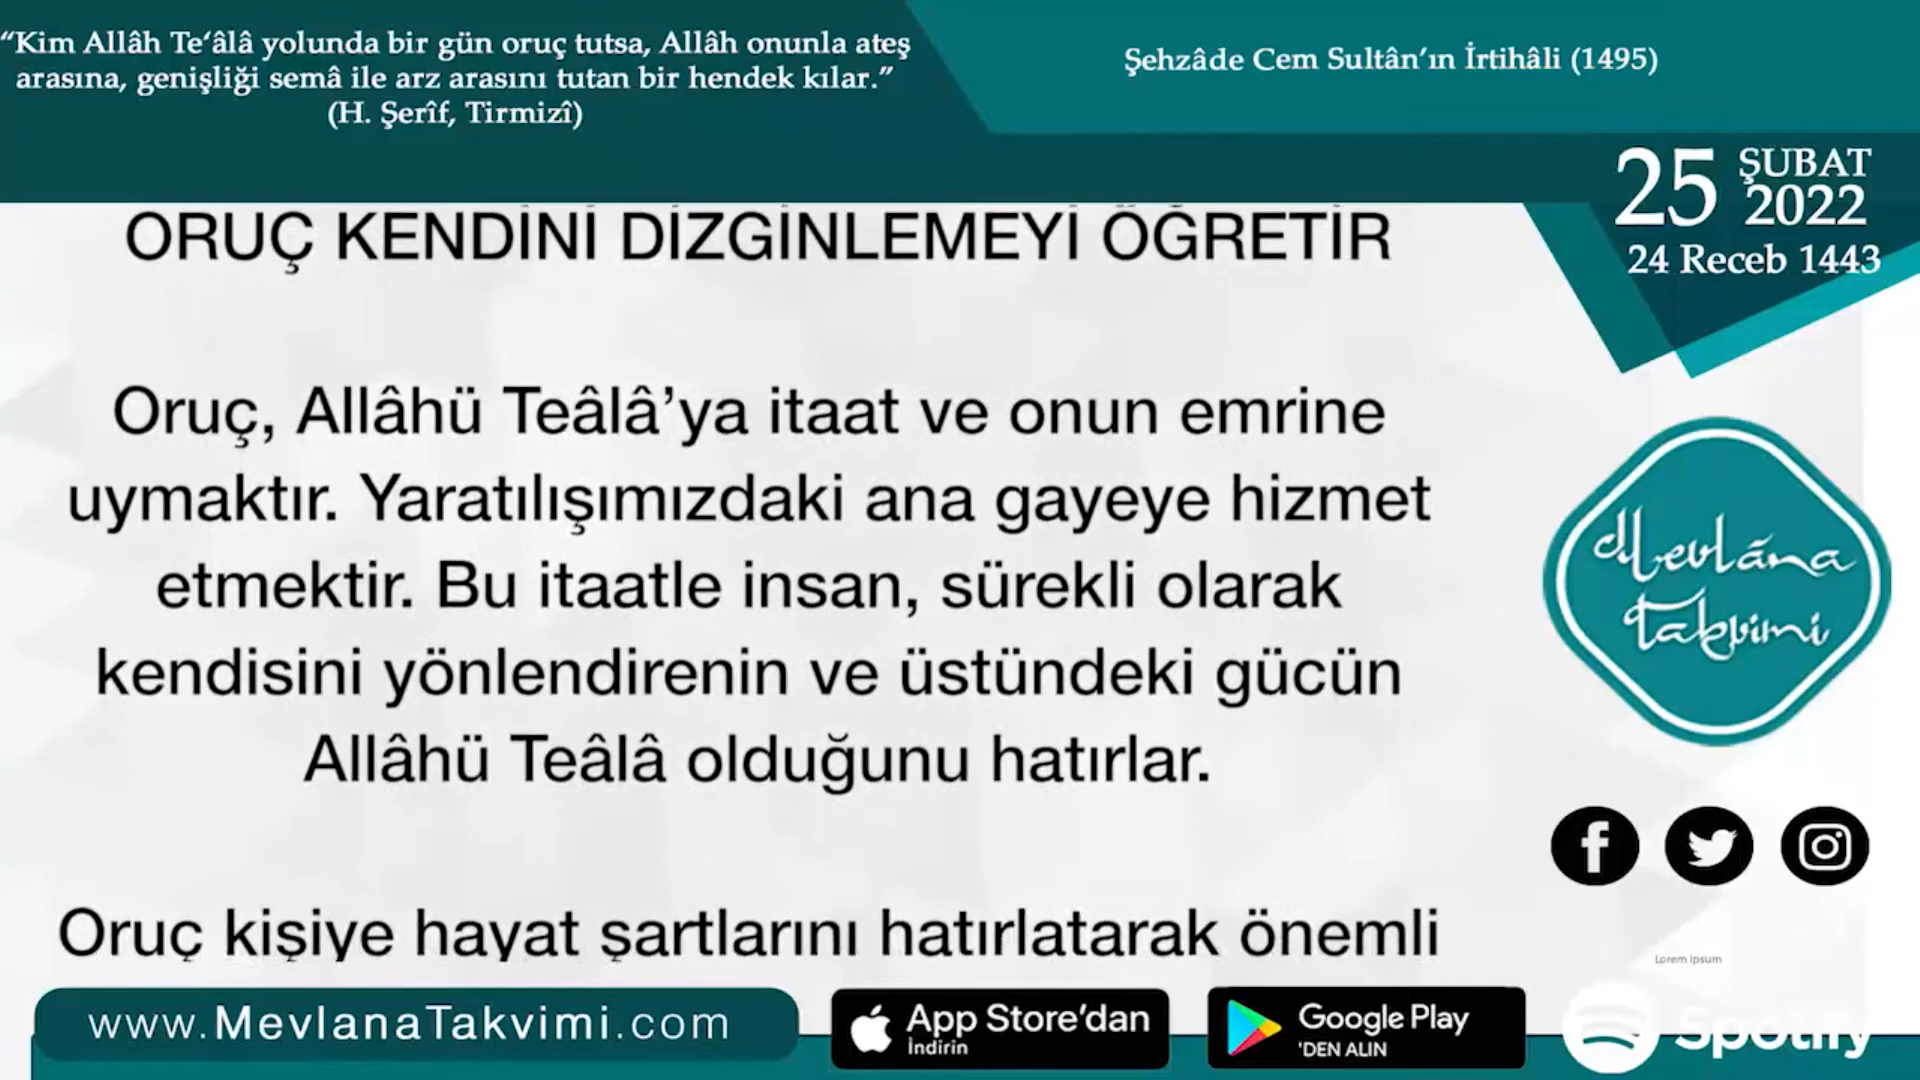 “Kim Allâh Te‘âlâ yolunda bir gün oruç tutsa, Allâh onunla ateş
arasına, genişliği semâ ile arz arasını tutan bir hendek kılar.”
(H. Şerîf, Tirmizî)
Şehzâde Cem Sultân’ın İrtihâli (1495)
25 ŞUBAT
2022
24 Receb 1443
ORUÇ KENDİNİ DİZGİNLEMEYİ ÖĞRETİR
Oruç, Allâhü Teâlâ’ya itaat ve onun emrine
uymaktır. Yaratılışımızdaki ana gayeye hizmet
etmektir. Bu itaatle insan, sürekli olarak
kendisini yönlendirenin ve üstündeki gücün
Allâhü Teâlâ olduğunu hatırlar.
Oruç kişiye hayat şartlarını hatırlatarak önemli
Mevlâna
Takvimi
Lorem ipsum
www.MevlanaTakvimi.com
App Store’dan
İndirin
Google Play
'DEN ALIN
Spotify